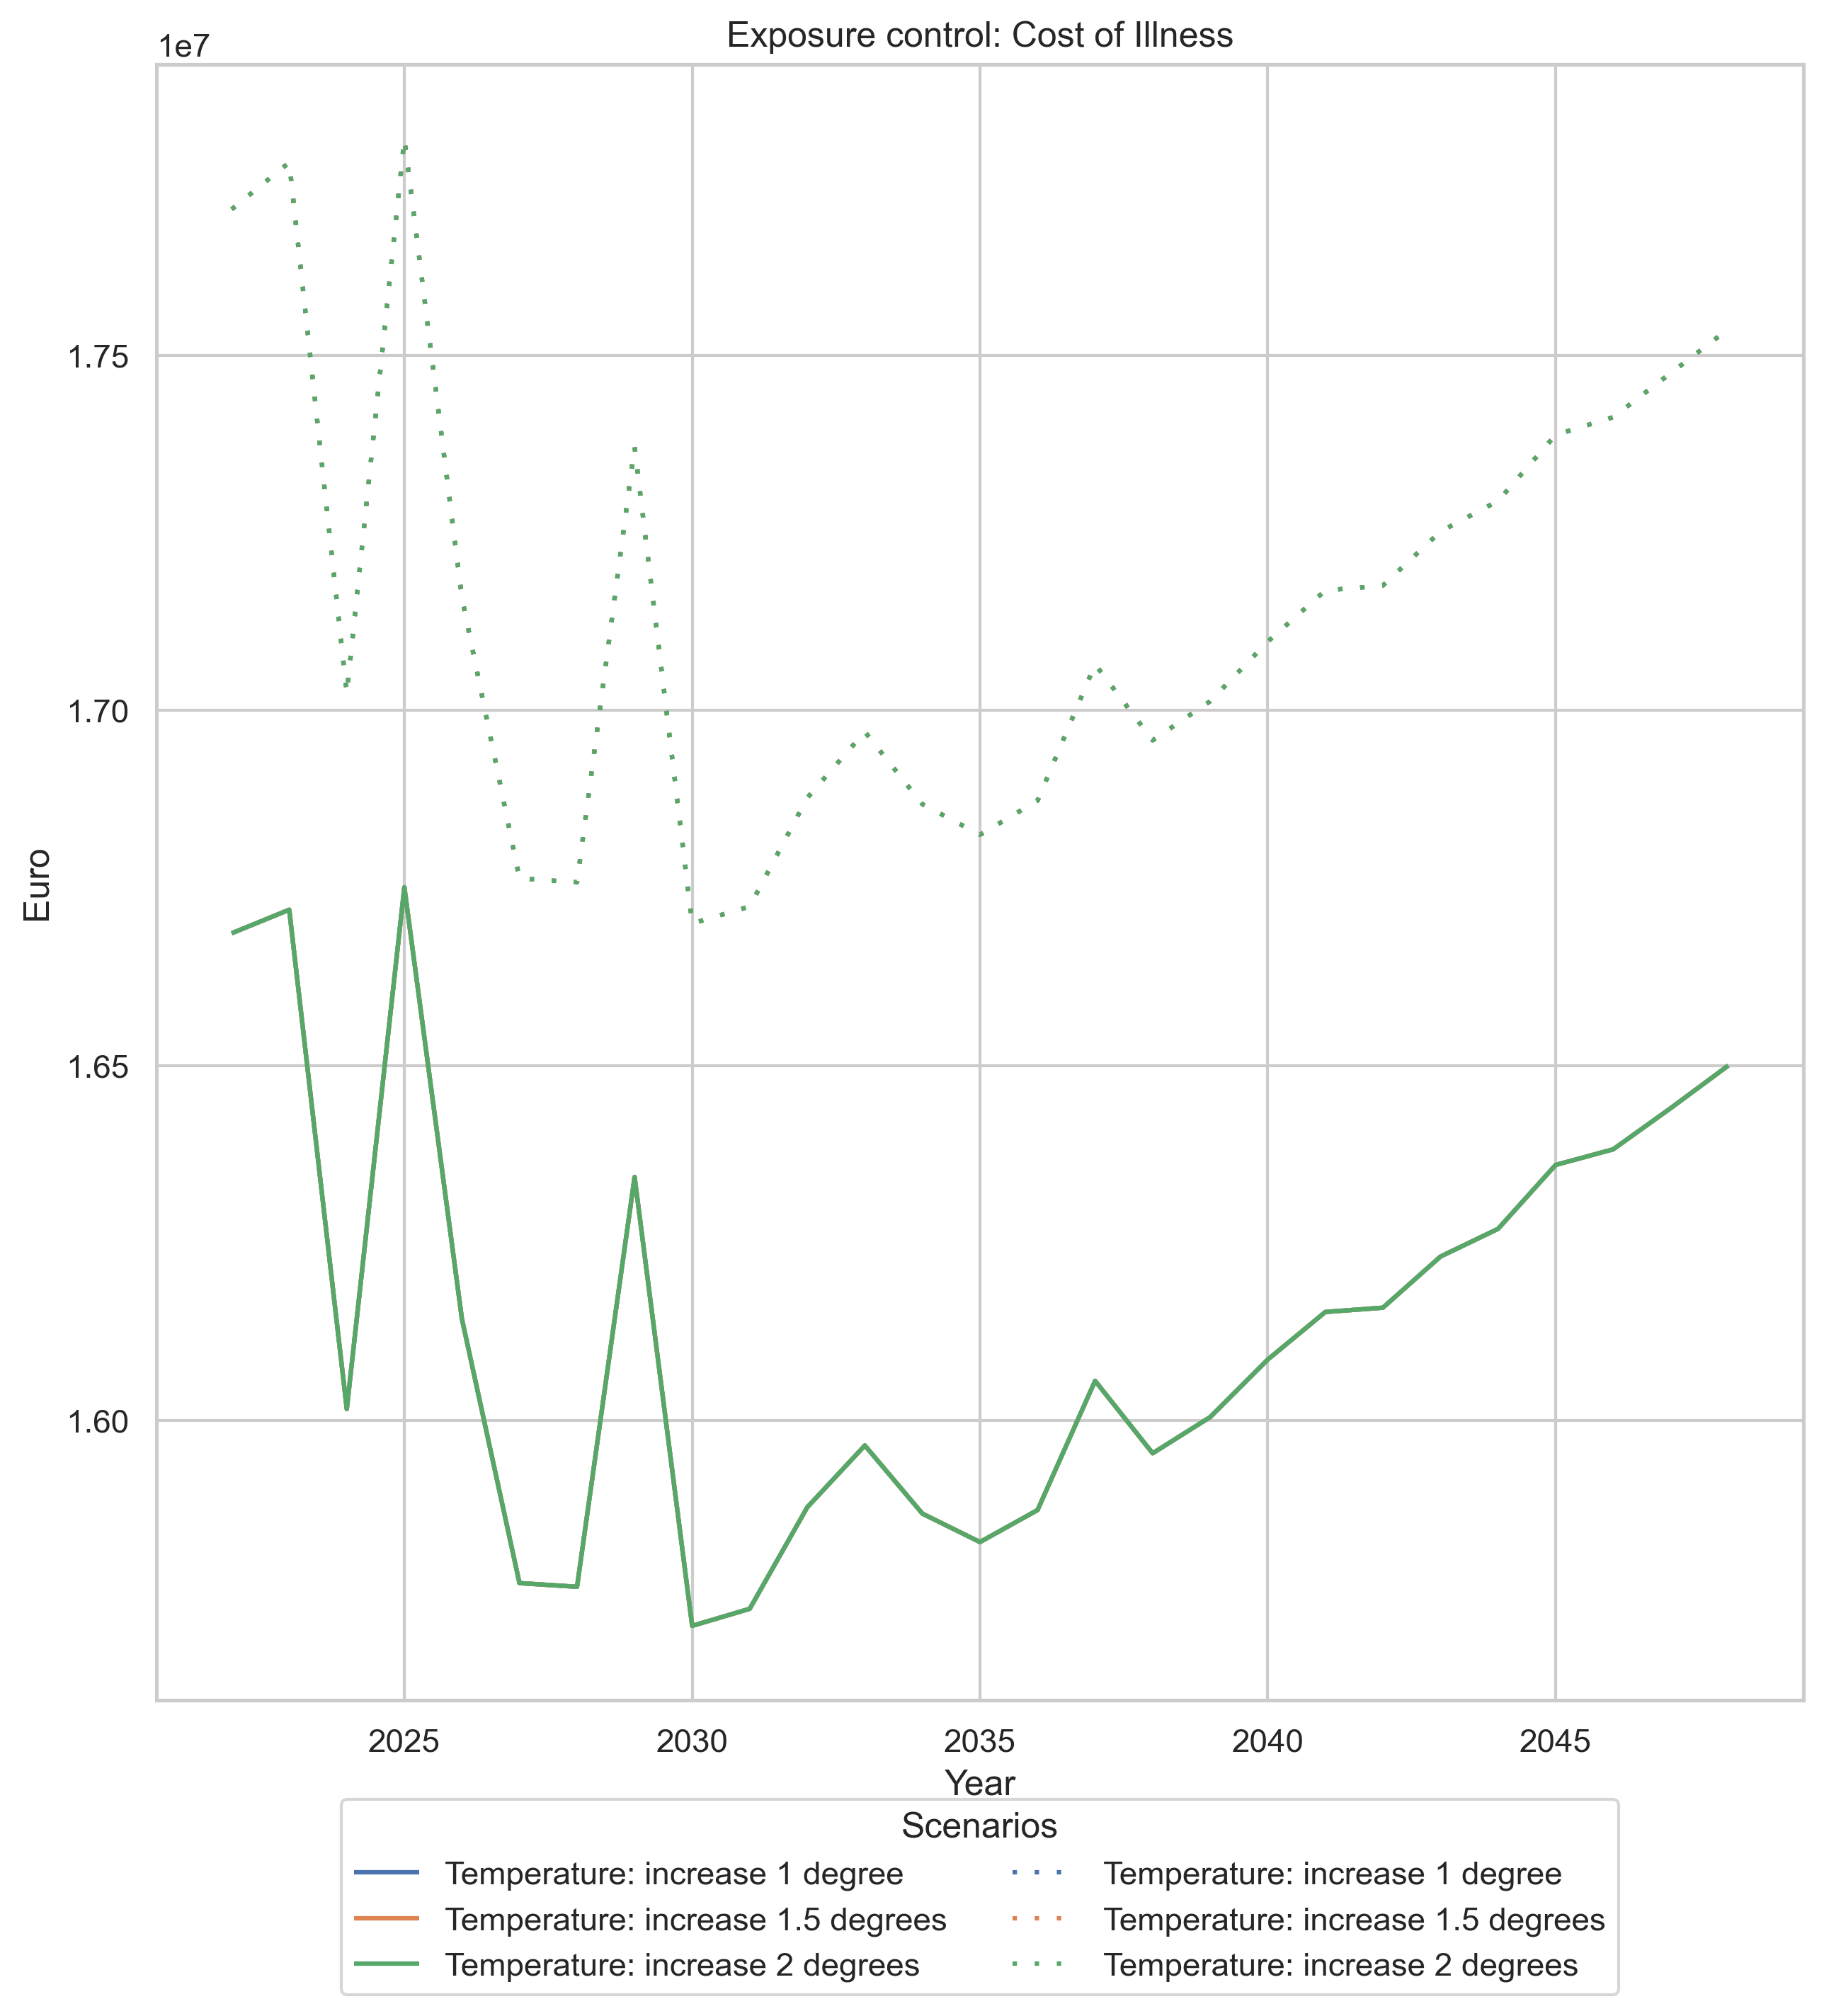 Exposure control: Cost of Illness
1e7
1.75
1.70
1.65
1.60
Euro
2025 2030 2035 2040 2045
Year
Scenarios
Temperature: increase 1 degree Temperature: increase 1 degree
Temperature: increase 1.5 degrees Temperature: increase 1.5 degrees
Temperature: increase 2 degrees Temperature: increase 2 degrees